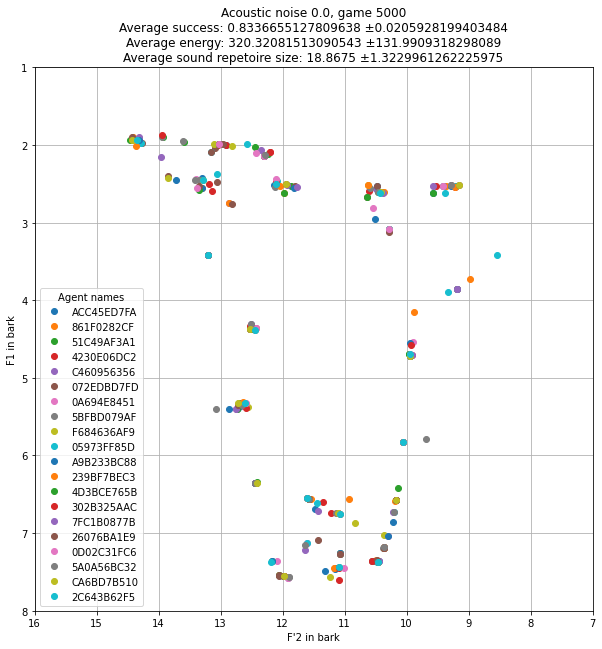 Acoustic noise 0.0, game 5000
Average success: 0.8336655127809638 ±0.0205928199403484
Average energy: 320.32081513090543 ±131.9909318298089
Average sound repetoire size: 18.8675 ±1.3229961262225975
1
2
3
4
5
6
7
8
F1 in bark
Agent names
ACC45ED7FA
861F0282CF
51C49AF3A1
4230E06DC2
C460956356
072EDBD7FD
0A694E8451
5BFBD079AF
F684636AF9
05973FF85D
A9B233BC88
239BF7BEC3
4D3BCE765B
302B325AAC
7FC1B0877B
26076BA1E9
0D02C31FC6
5A0A56BC32
CA6BD7B510
2C643B62F5
16 15 14 13 12 11 10 9 8 7
F'2 in bark